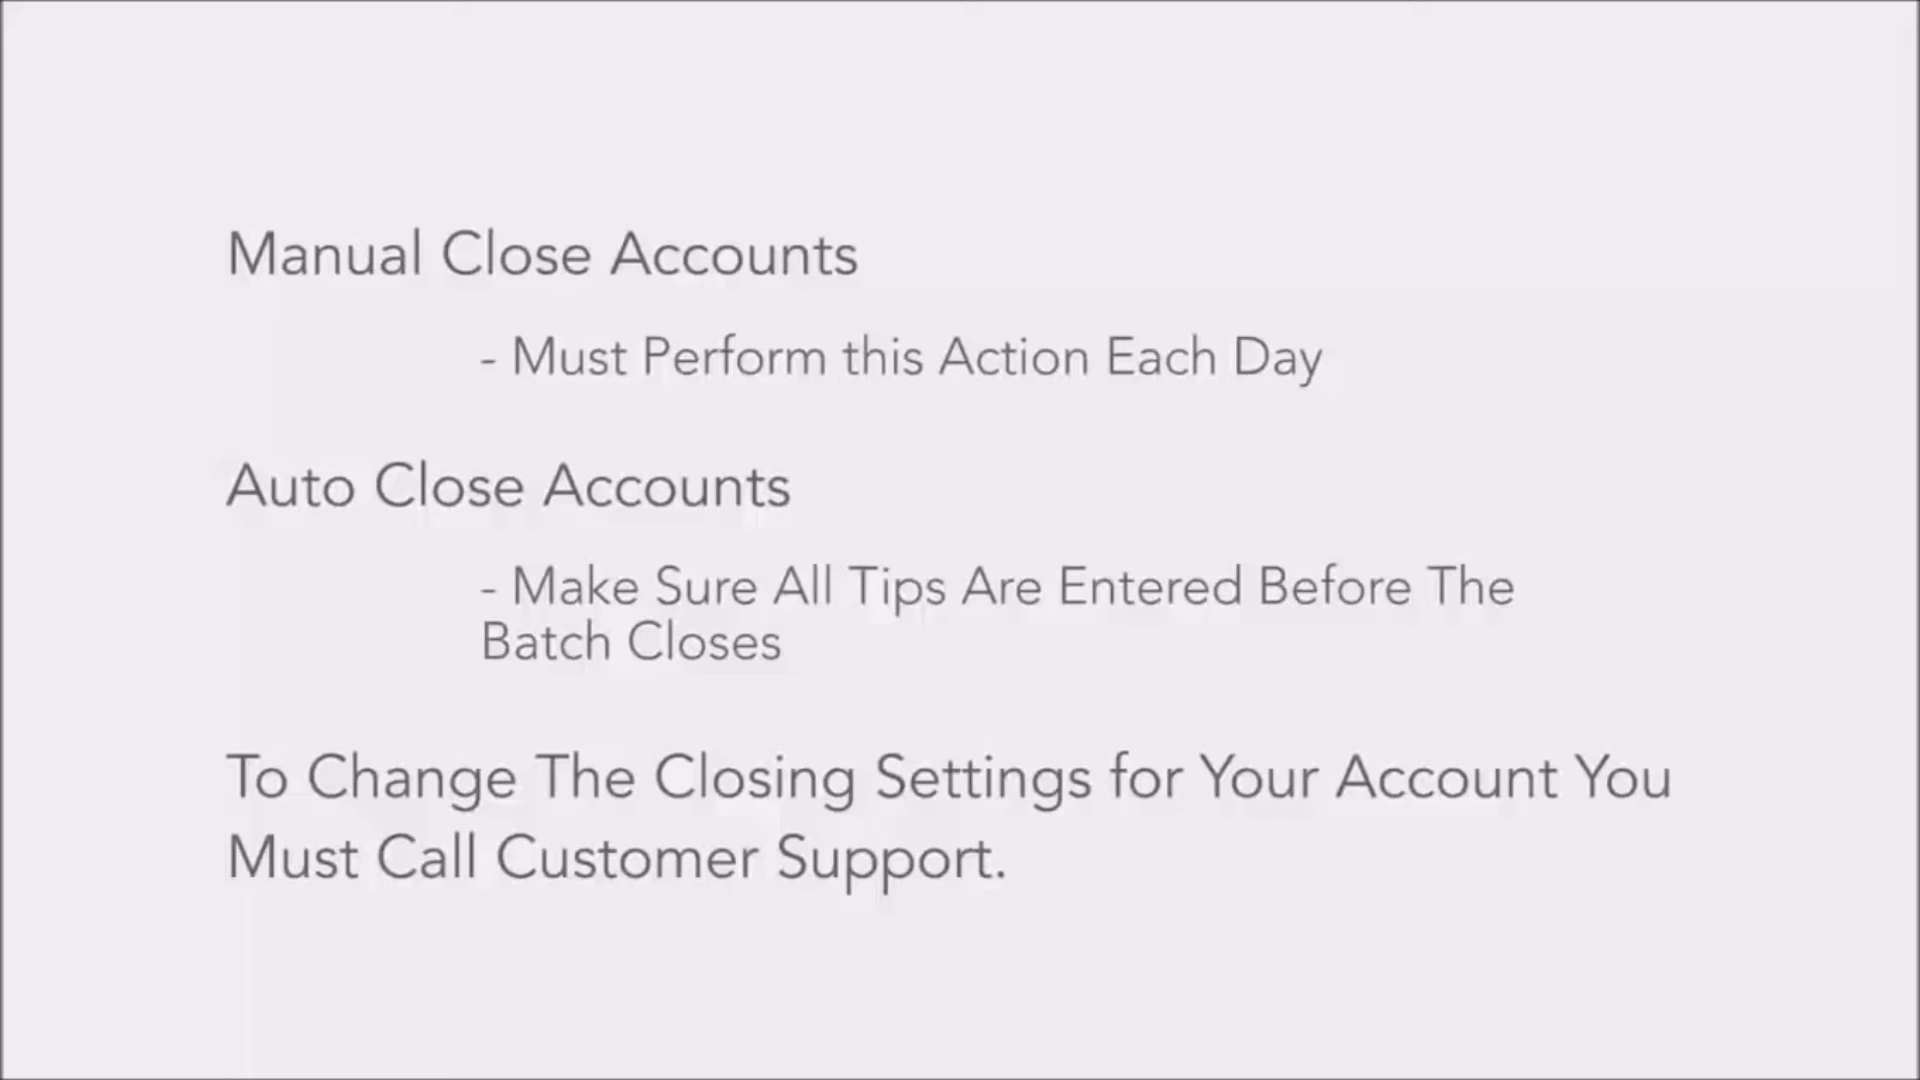 Manual Close Accounts
- Must Perform this Action Each Day
Auto Close Accounts
- Make Sure All Tips Are Entered Before The
Batch Closes
To Change The Closing Settings for Your Account You
Must Call Customer Support.